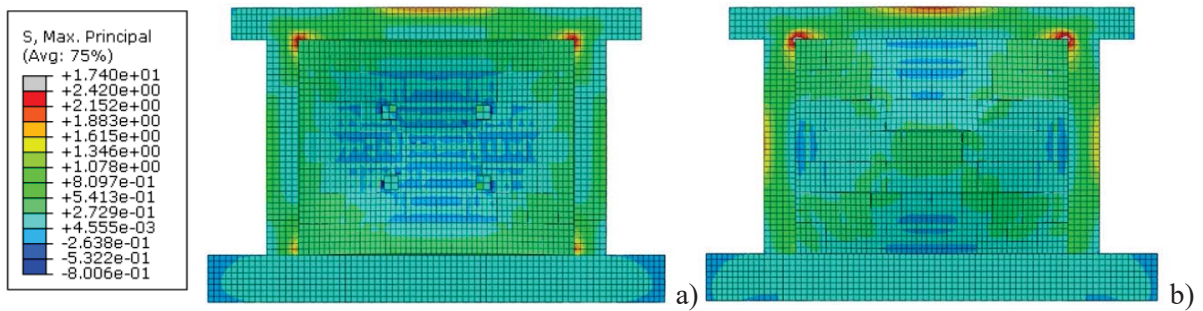 S, Max. Principal
(Avg: 75%)
+1.740e+01
+2.420e+00
+2.152e+00
+1.883e+00
+1.615e+00
+1.346e+00
+1.078e+00
+8.097e-01
+5.413e-01
+2.729e-01
+4.555e-03
-2.638e-01
-5.322e-01
-8.006e-01
a)
b)